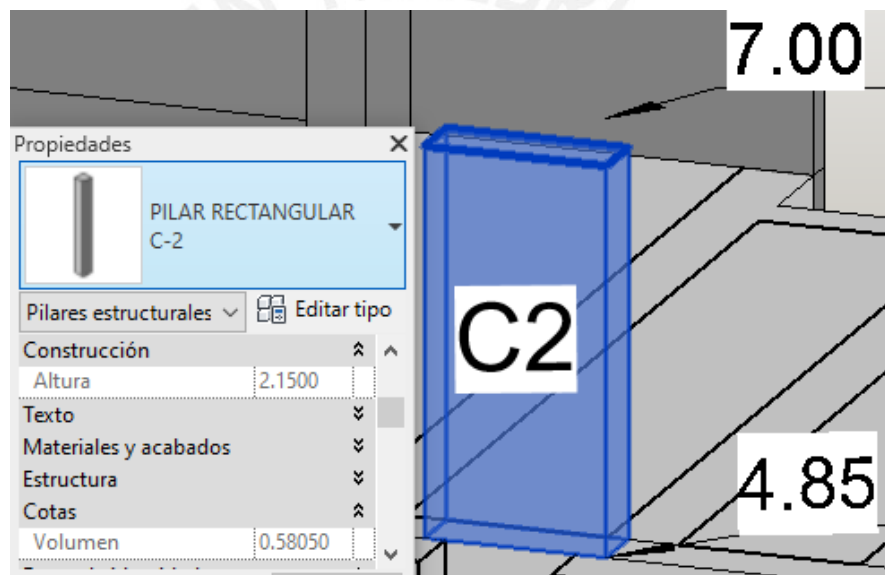 7.00
Propiedades
PILAR RECTANGULAR
C-2
Pilares estructurales
Editar tipo
Construcción
Altura 2.1500
Texto
Materiales y acabados
Estructura
Cotas
Volumen 0.58050
C2
4.85